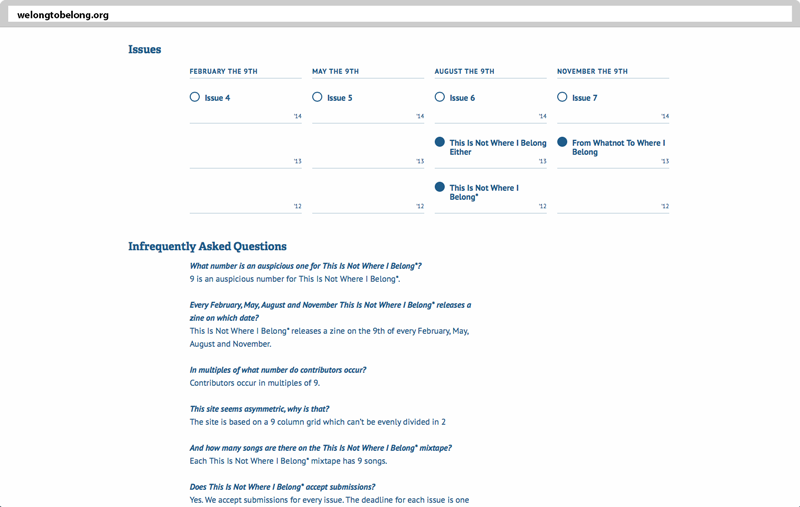 welongtobelong.org
Issues
FEBRUARY THE 9TH
MAY THE 9TH
AUGUST THE 9TH
NOVEMBER THE 9TH
Issue 4
Issue 5
Issue 6
Issue 7
'14
'14
'14
'14
This Is Not Where I Belong
Either
From Whatnot To Where I
Belong
'13
'13
'13
'13
This Is Not Where I
Belong*
'12
'12
'12
'12
Infrequently Asked Questions
What number is an auspicious one for This Is Not Where I Belong*?
9 is an auspicious number for This Is Not Where I Belong*.
Every February, May, August and November This Is Not Where I Belong* releases a
zine on which date?
This Is Not Where I Belong* releases a zine on the 9th of every February, May,
August and November.
In multiples of what number do contributors occur?
Contributors occur in multiples of 9.
This site seems asymmetric, why is that?
The site is based on a 9 column grid which can't be evenly divided in 2
And how many songs are there on the This Is Not Where I Belong* mixtape?
Each This Is Not Where I Belong* mixtape has 9 songs.
Does This Is Not Where I Belong* accept submissions?
Yes. We accept submissions for every issue. The deadline for each issue is one